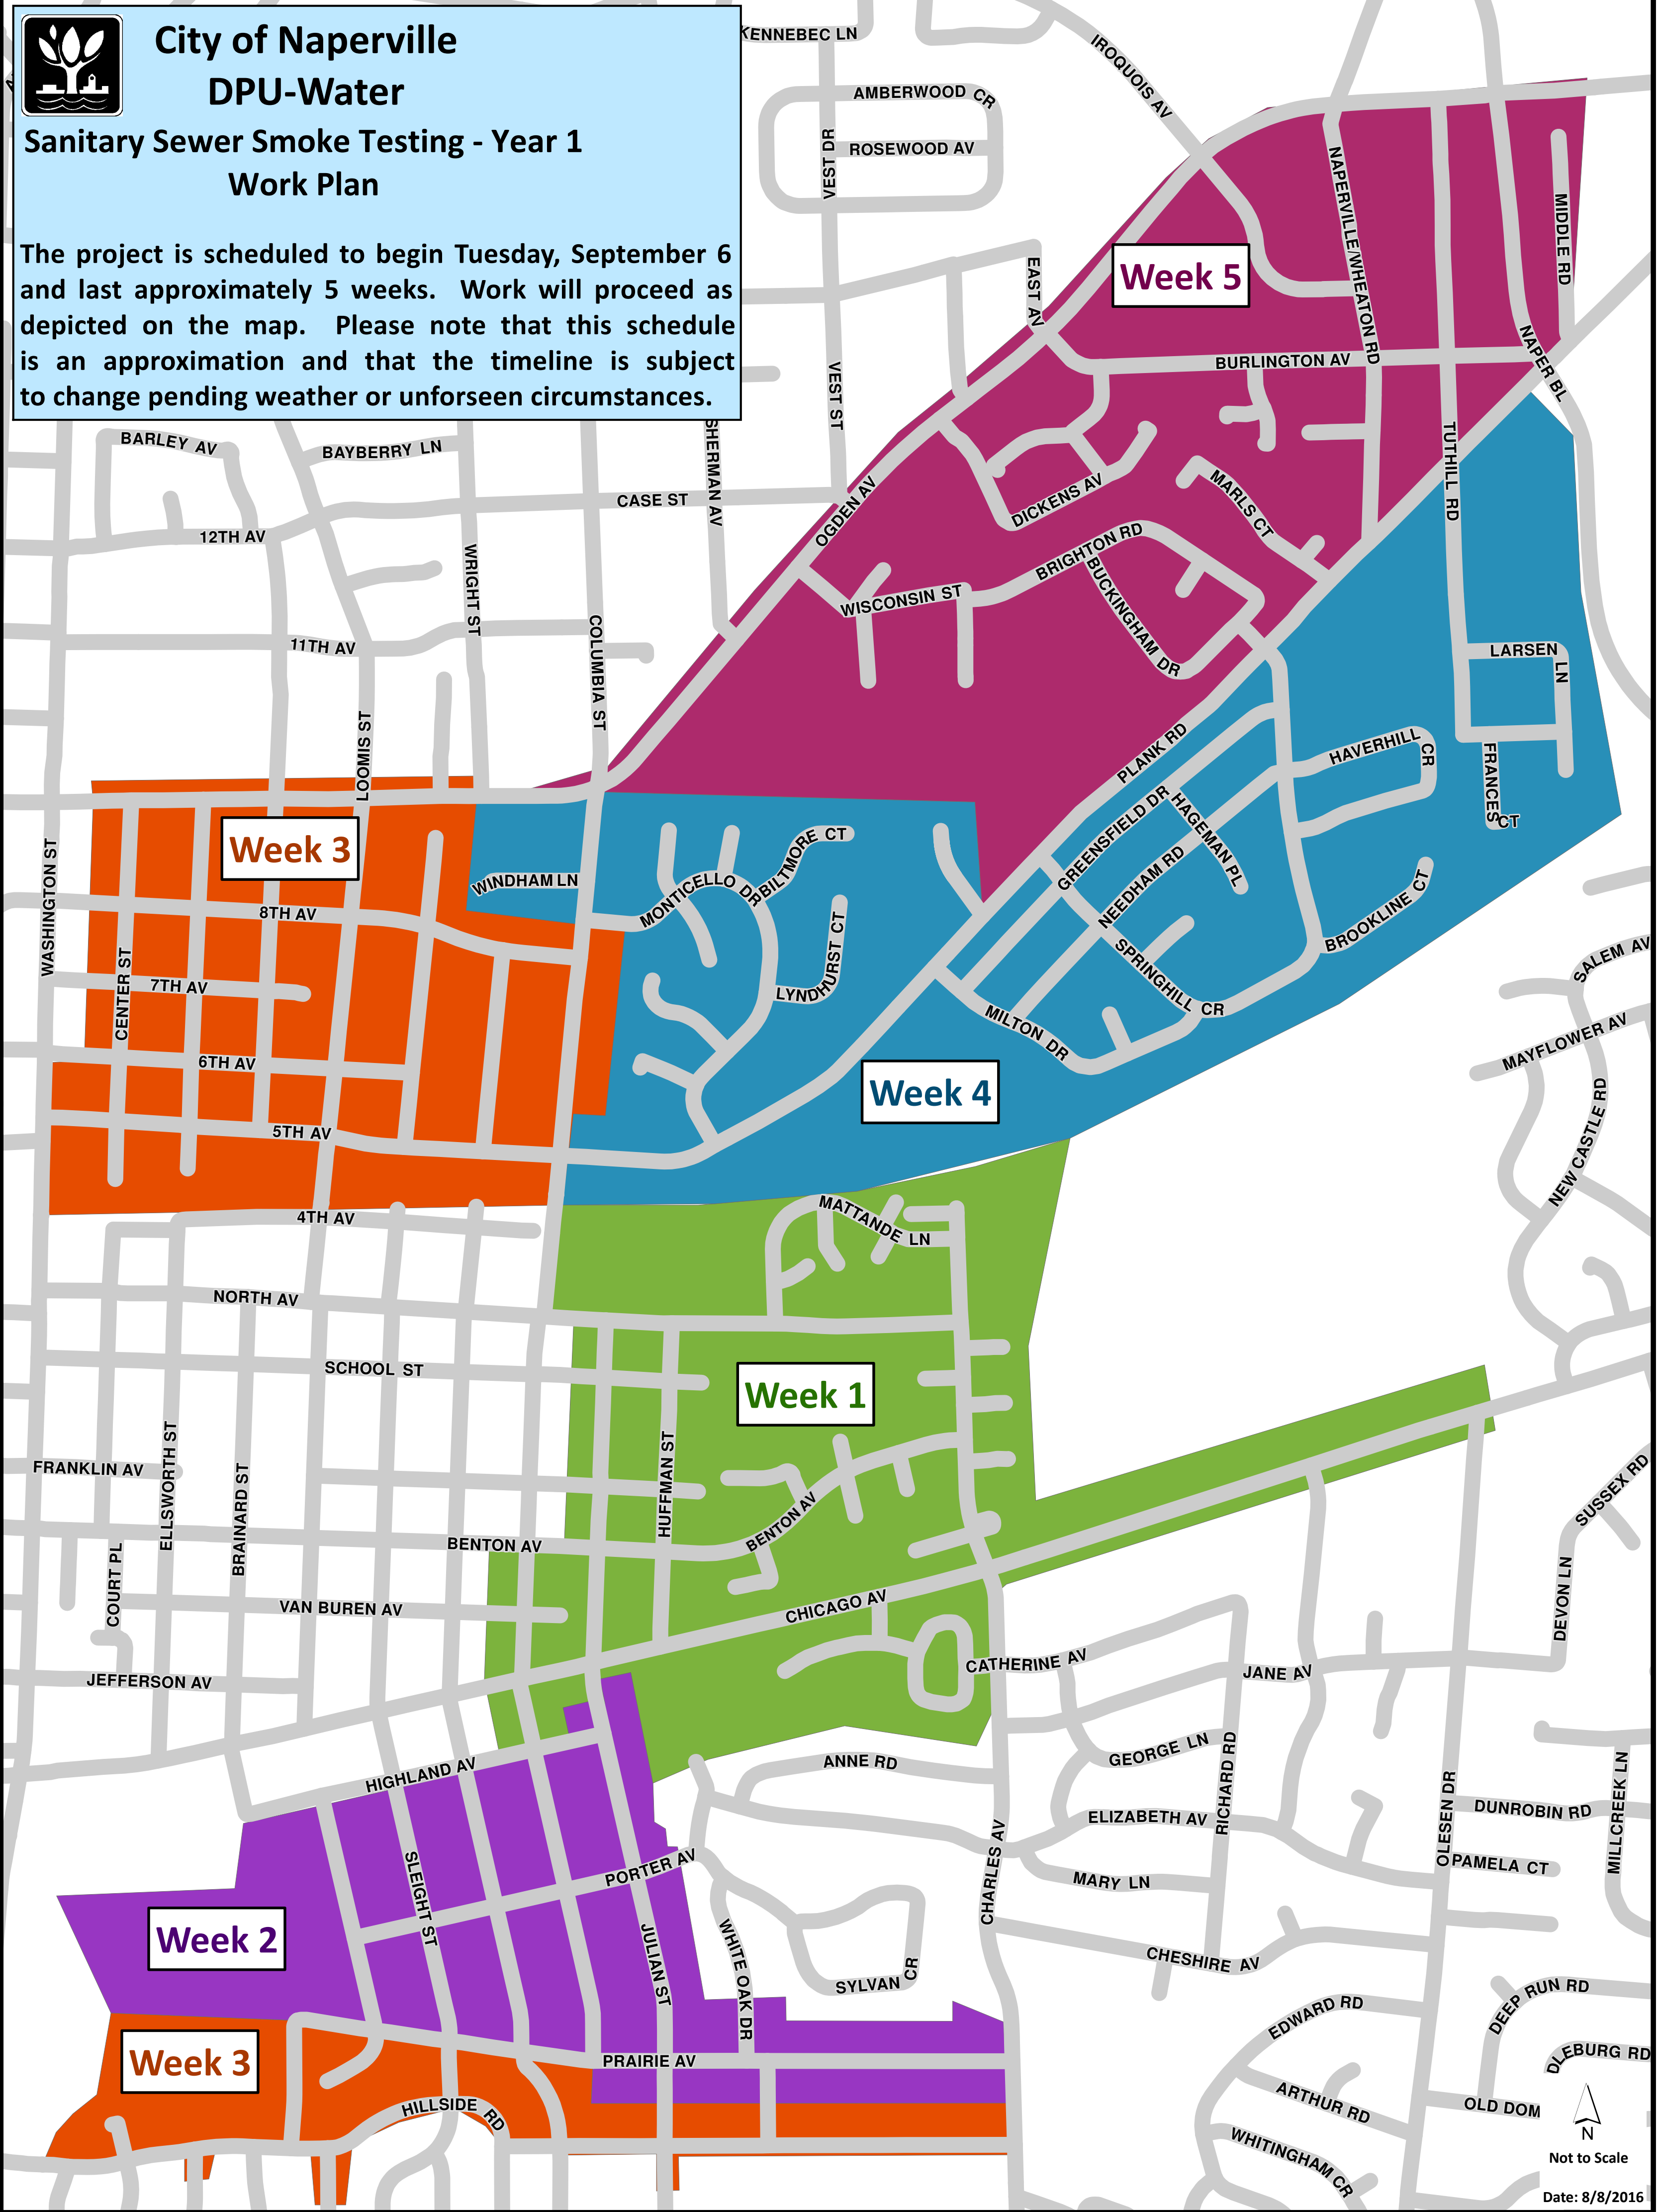 City of Naperville
DPU-Water
Sanitary Sewer Smoke Testing - Year 1
Work Plan
The project is scheduled to begin Tuesday, September 6
and last approximately 5 weeks. Work will proceed as
depicted on the map. Please note that this schedule
is an approximation and that the timeline is subject
to change pending weather or unforseen circumstances.
KENNEBEC LN
IROQUOIS AV
AMBERWOOD CR
VEST DR
ROSEWOOD AV
NAPERVILLE/WHEATON RD
MIDDLE RD
EAST AV
Week 5
BURLINGTON AV
NAPER BL
VEST ST
BARLEY AV
BAYBERRY LN
SHERMAN AV
TUTHILL RD
CASE ST
OGDEN AV
DICKENS AV
MARLS CT
12TH AV
WRIGHT ST
BRIGHTON RD
BUCKINGHAM DR
WISCONSIN ST
11TH AV
COLUMBIA ST
LARSEN LN
LOOMIS ST
PLANK RD
HAVERHILL CR
FRANCES CT
GREENSFIELD DR
HAGEMAN PL
Week 3
BILTMORE CT
WINDHAM LN
MONTICELLO DR
NEEDHAM RD
WASHINGTON ST
8TH AV
BROOKLINE CT
LYNDHURST CT
SPRINGHILL CR
CENTER ST
7TH AV
SALEM AV
MILTON DR
MAYFLOWER AV
6TH AV
Week 4
NEW CASTLE RD
5TH AV
4TH AV
MATTANDE LN
NORTH AV
SCHOOL ST
Week 1
FRANKLIN AV
ELLSWORTH ST
BRAINARD ST
HUFFMAN ST
SUSSEX RD
BENTON AV
BENTON AV
COURT PL
VAN BUREN AV
CHICAGO AV
DEVON LN
JEFFERSON AV
CATHERINE AV
JANE AV
HIGHLAND AV
ANNE RD
GEORGE LN
RICHARD RD
OLESEN DR
MILLCREEK LN
DUNROBIN RD
ELIZABETH AV
SLEIGHT ST
PORTER AV
CHARLES AV
MARY LN
PAMELA CT
Week 2
JULIAN ST
WHITE OAK DR
SYLVAN CR
CHESHIRE AV
EDWARD RD
DEEP RUN RD
Week 3
PRAIRIE AV
DLEBURG RD
HILLSIDE RD
ARTHUR RD
OLD DOM
WHITINGHAM CR
N
Not to Scale
Date: 8/8/2016